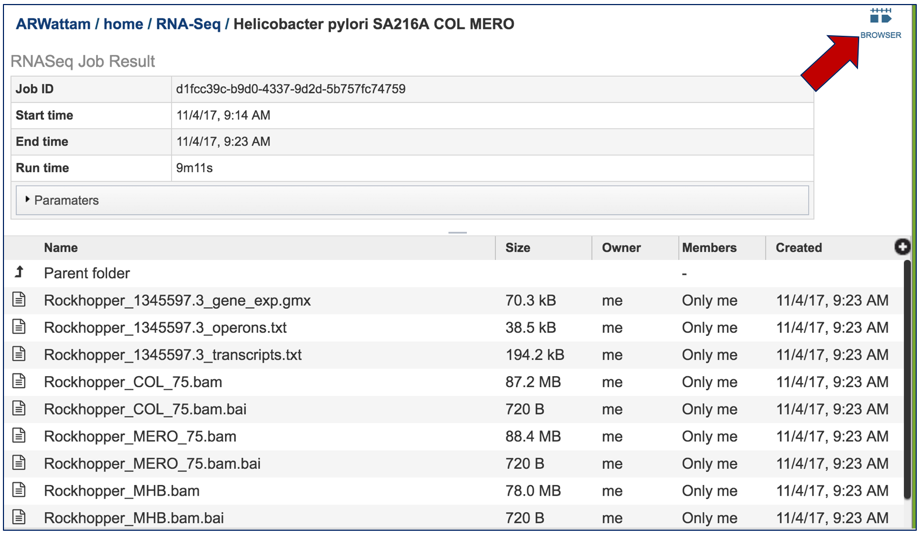 ARWattam / home / RNA-Seq / Helicobacter pylori SA216A COL MERO
BROWSER
RNASeq Job Result
Job ID d1fcc39c-b9d0-4337-9d2d-5b757fc74759
Start time 11/4/17, 9:14 AM
End time 11/4/17, 9:23 AM
Run time 9m11s
Paramaters
Name Size Owner Members Created
Parent folder -
Rockhopper_1345597.3_gene_exp.gmx 70.3 kB me Only me 11/4/17, 9:23 AM
Rockhopper_1345597.3_operons.txt 38.5 kB me Only me 11/4/17, 9:23 AM
Rockhopper_1345597.3_transcripts.txt 194.2 kB me Only me 11/4/17, 9:23 AM
Rockhopper_COL_75.bam 87.2 MB me Only me 11/4/17, 9:23 AM
Rockhopper_COL_75.bam.bai 720 B me Only me 11/4/17, 9:23 AM
Rockhopper_MERO_75.bam 88.4 MB me Only me 11/4/17, 9:23 AM
Rockhopper_MERO_75.bam.bai 720 B me Only me 11/4/17, 9:23 AM
Rockhopper_MHB.bam 78.0 MB me Only me 11/4/17, 9:23 AM
Rockhopper_MHB.bam.bai 720 B me Only me 11/4/17, 9:23 AM